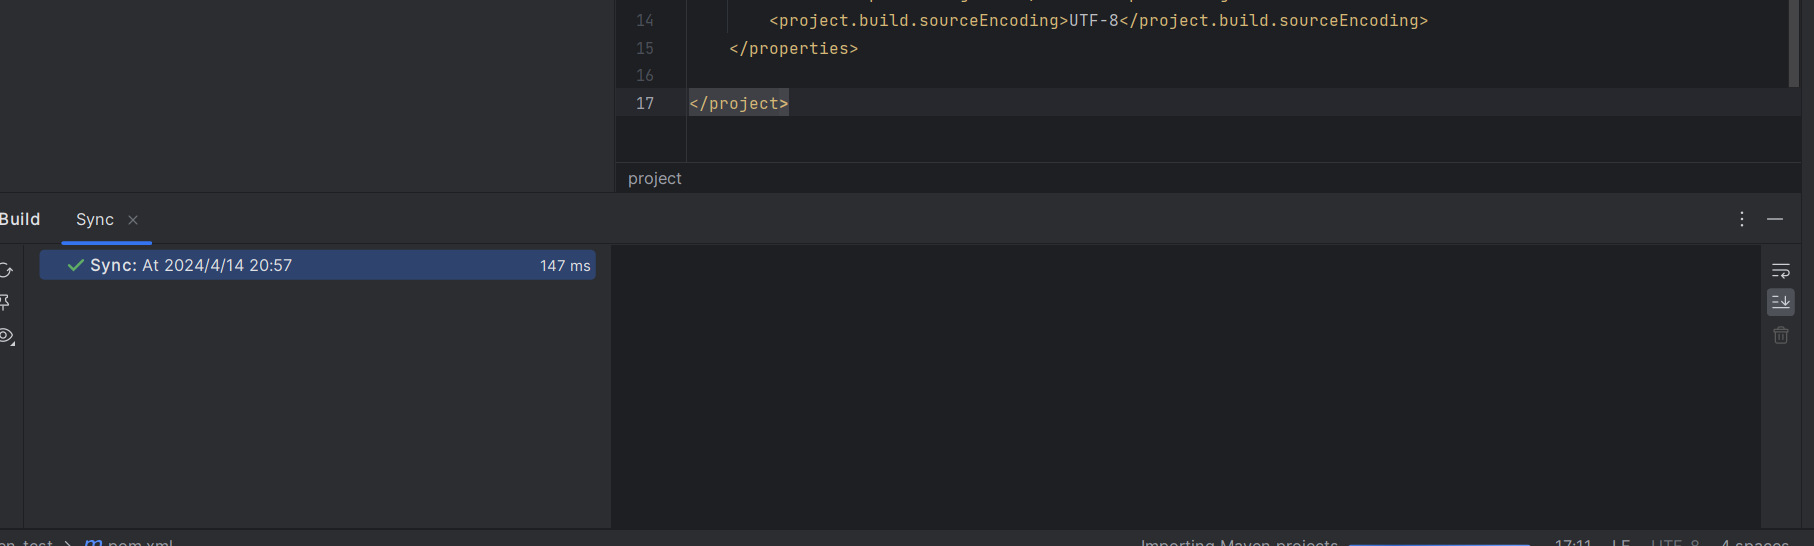 14 <project.build.sourceEncoding>UTF-8</project.build.sourceEncoding>
15 </properties>
16
17 </project>
project
Build Sync
Sync: At 2024/4/14 20:57 147 ms
pom.xml Importing Maven projects 17:11 LF UTF-8 4 spaces